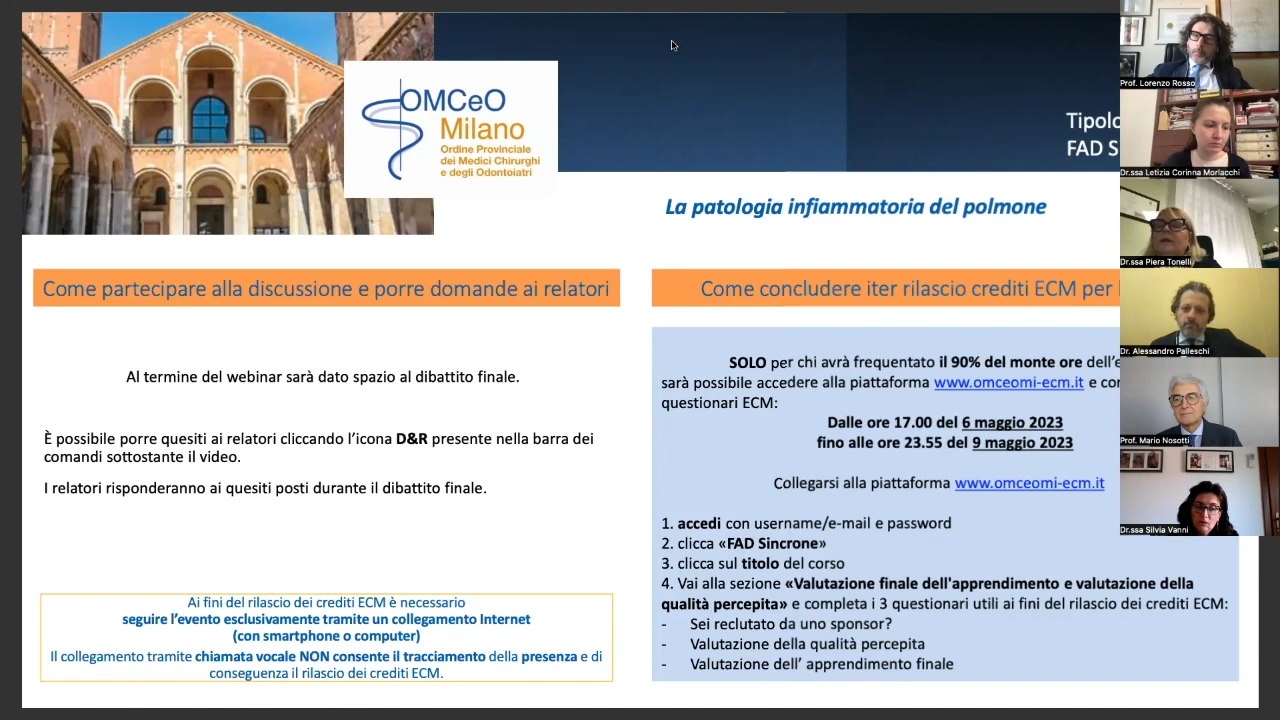 OMCeO
Milano
Ordine Provinciale
dei Medici Chirurghi
e degli Odontoiatri
Tipolo
FAD S
La patologia infiammatoria del polmone
Come partecipare alla discussione e porre domande ai relatori
Al termine del webinar sarà dato spazio al dibattito finale.
È possibile porre quesiti ai relatori cliccando l'icona D&R presente nella barra dei
comandi sottostante il video.
I relatori risponderanno ai quesiti posti durante il dibattito finale.
Ai fini del rilascio dei crediti ECM è necessario
seguire l'evento esclusivamente tramite un collegamento Internet
(con smartphone o computer)
Il collegamento tramite chiamata vocale NON consente il tracciamento della presenza e di
conseguenza il rilascio dei crediti ECM.
Come concludere iter rilascio crediti ECM per
SOLO per chi avrà frequentato il 90% del monte ore dell'e
sarà possibile accedere alla piattaforma www.omceomi-ecm.it e con
questionari ECM:
Dalle ore 17.00 del 6 maggio 2023
fino alle ore 23.55 del 9 maggio 2023
Collegarsi alla piattaforma www.omceomi-ecm.it
1. accedi con username/e-mail e password
2. clicca «FAD Sincrone»
3. clicca sul titolo del corso
4. Vai alla sezione «Valutazione finale dell'apprendimento e valutazione della
qualità percepita» e completa i 3 questionari utili ai fini del rilascio dei crediti ECM:
- Sei reclutato da uno sponsor?
- Valutazione della qualità percepita
- Valutazione dell' apprendimento finale
Prof. Lorenzo Rosso
Dr.ssa Letizia Corinna Morlacchi
Dr.ssa Piera Tonelli
Dr. Alessandro Palleschi
Prof. Mario Nosotti
Dr.ssa Silvia Vanni